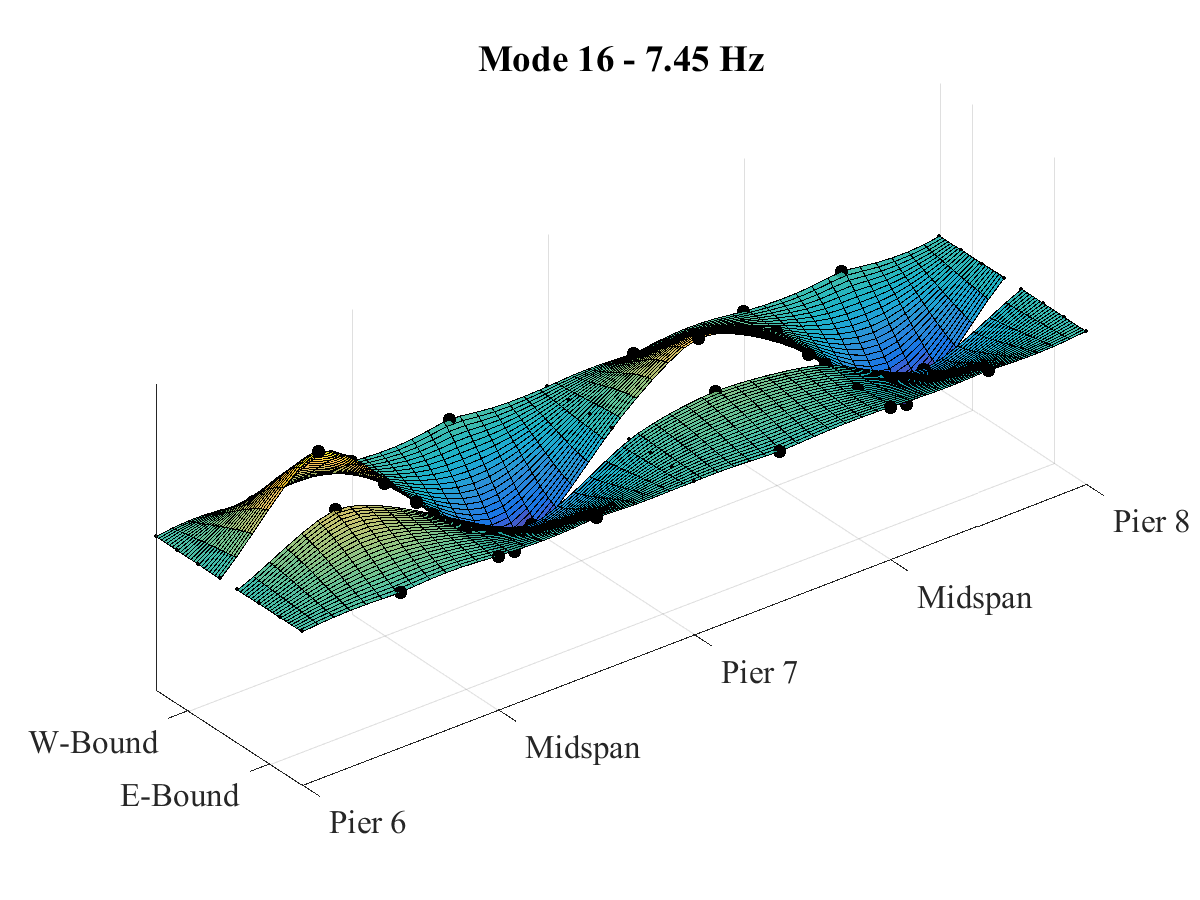 Mode 16 - 7.45 Hz
Pier 8
Midspan
Pier 7
W-Bound
Midspan
E-Bound
Pier 6